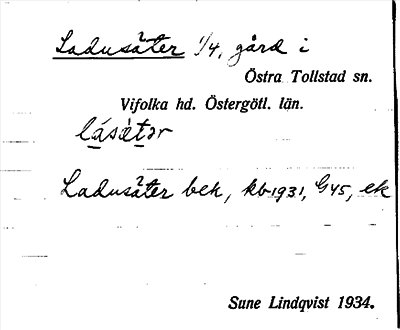 Ladusäter 1/4, gård i
Östra Tollstad sn.
Vifolka hd. Östergötl. län.
lásȧtər
Ladusäter bek, kb 1931, G45, ek
Sune Lindqvist 1934.